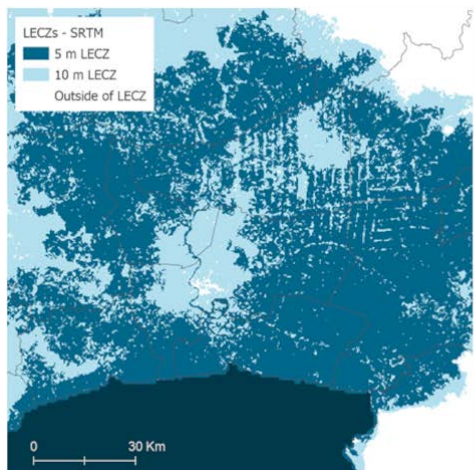 LECZs - SRTM
5 m LECZ
10 m LECZ
Outside of LECZ
0 30 Km